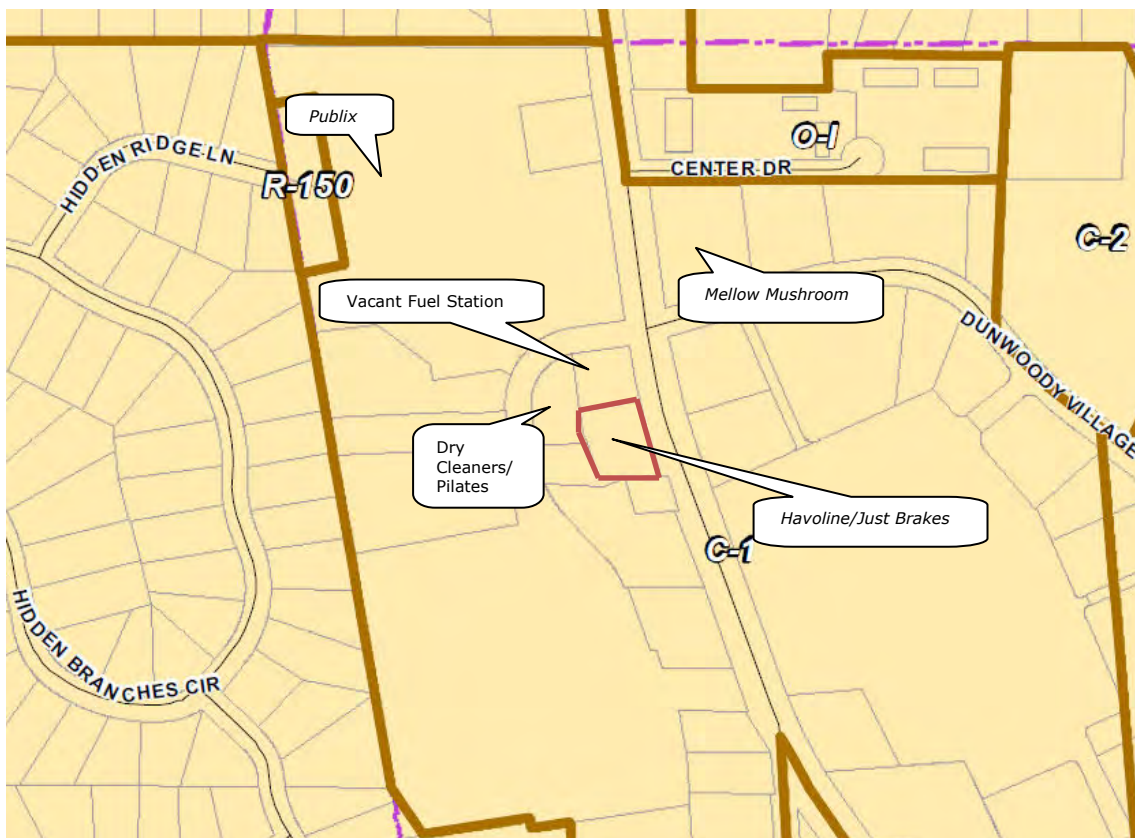 Publix
HIDDEN RIDGE LN
R-150
O-I
CENTER DR
C-2
Vacant Fuel Station
Mellow Mushroom
DUNWOODY VILLAGE
Dry
Cleaners/
Pilates
Havoline/Just Brakes
C-1
HIDDEN BRANCHES CIR